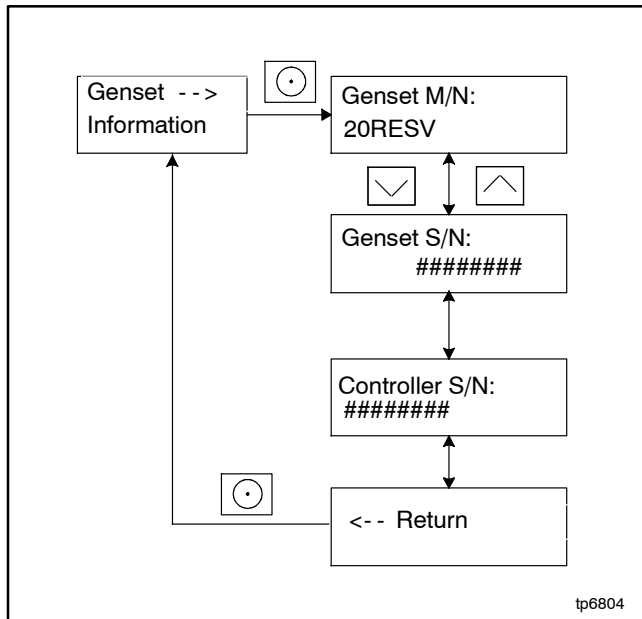 Genset - ->
Information
Genset M/N:
20RESV
Genset S/N:
########
Controller S/N:
########
<- - Return
tp6804